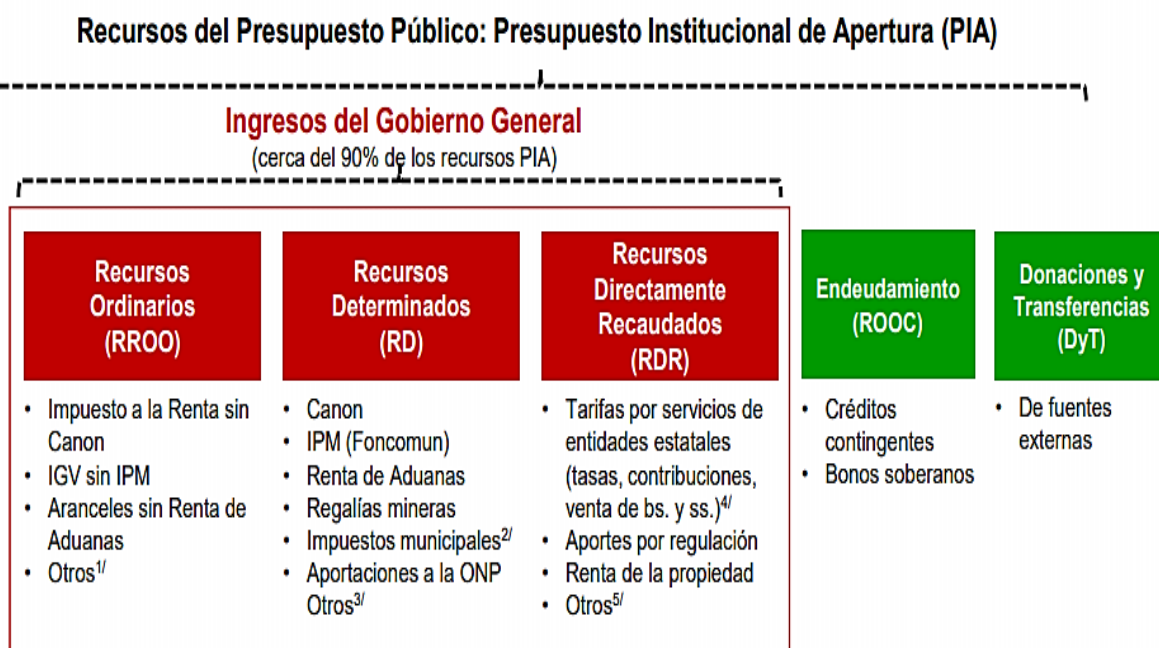 Recursos del Presupuesto Público: Presupuesto Institucional de Apertura (PIA)
Ingresos del Gobierno General
(cerca del 90% de los recursos PIA)
Recursos
Ordinarios
(RROO)
• Impuesto a la Renta sin
Canon
• IGV sin IPM
• Aranceles sin Renta de
Aduanas
• Otros1/
Recursos
Determinados
(RD)
• Canon
• IPM (Foncomun)
• Renta de Aduanas
• Regalías mineras
• Impuestos municipales2/
• Aportaciones a la ONP
Otros3/
Recursos
Directamente
Recaudados
(RDR)
• Tarifas por servicios de
entidades estatales
(tasas, contribuciones,
venta de bs. y ss.)4/
• Aportes por regulación
• Renta de la propiedad
• Otros5/
Endeudamiento
(ROOC)
• Créditos
contingentes
• Bonos soberanos
Donaciones y
Transferencias
(DyT)
• De fuentes
externas